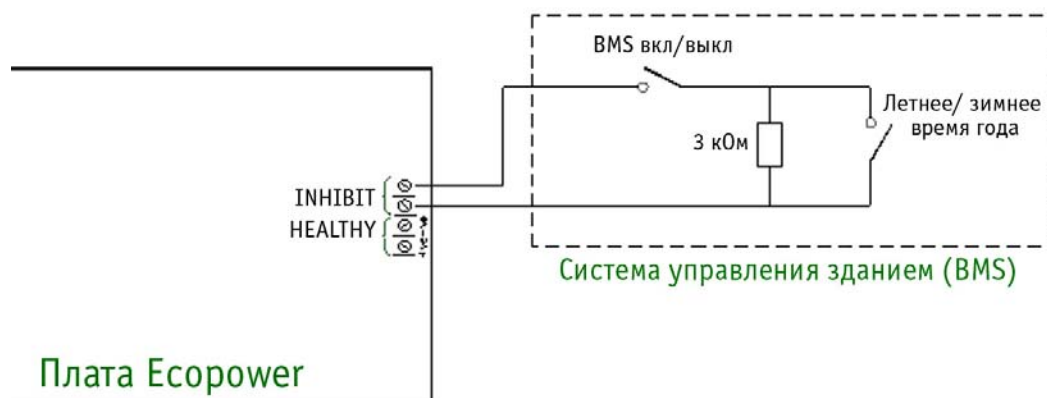 BMS вкл/выкл
Летнее/ зимнее
время года
3 кОм
INHIBIT
HEALTHY
Система управления зданием (BMS)
Плата Ecopower